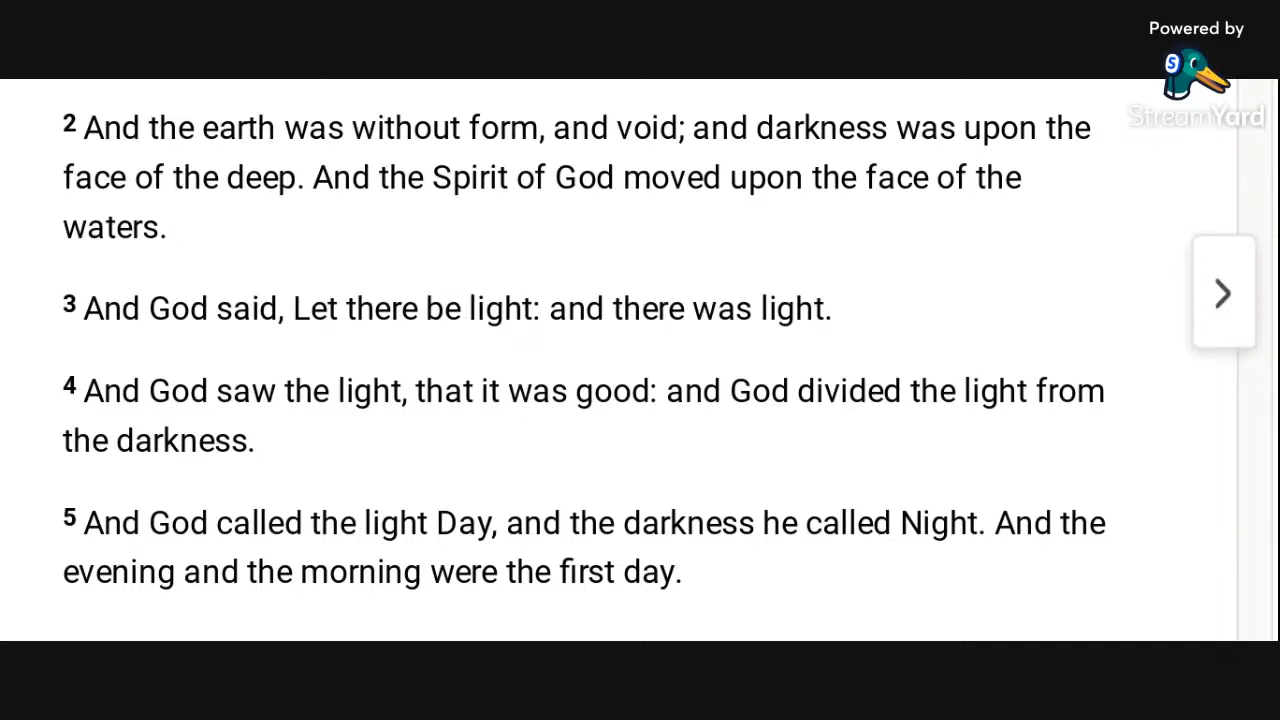 Powered by
S
StreamYard
2 And the earth was without form, and void; and darkness was upon the
face of the deep. And the Spirit of God moved upon the face of the
waters.
3 And God said, Let there be light: and there was light.
4 And God saw the light, that it was good: and God divided the light from
the darkness.
5 And God called the light Day, and the darkness he called Night. And the
evening and the morning were the first day.